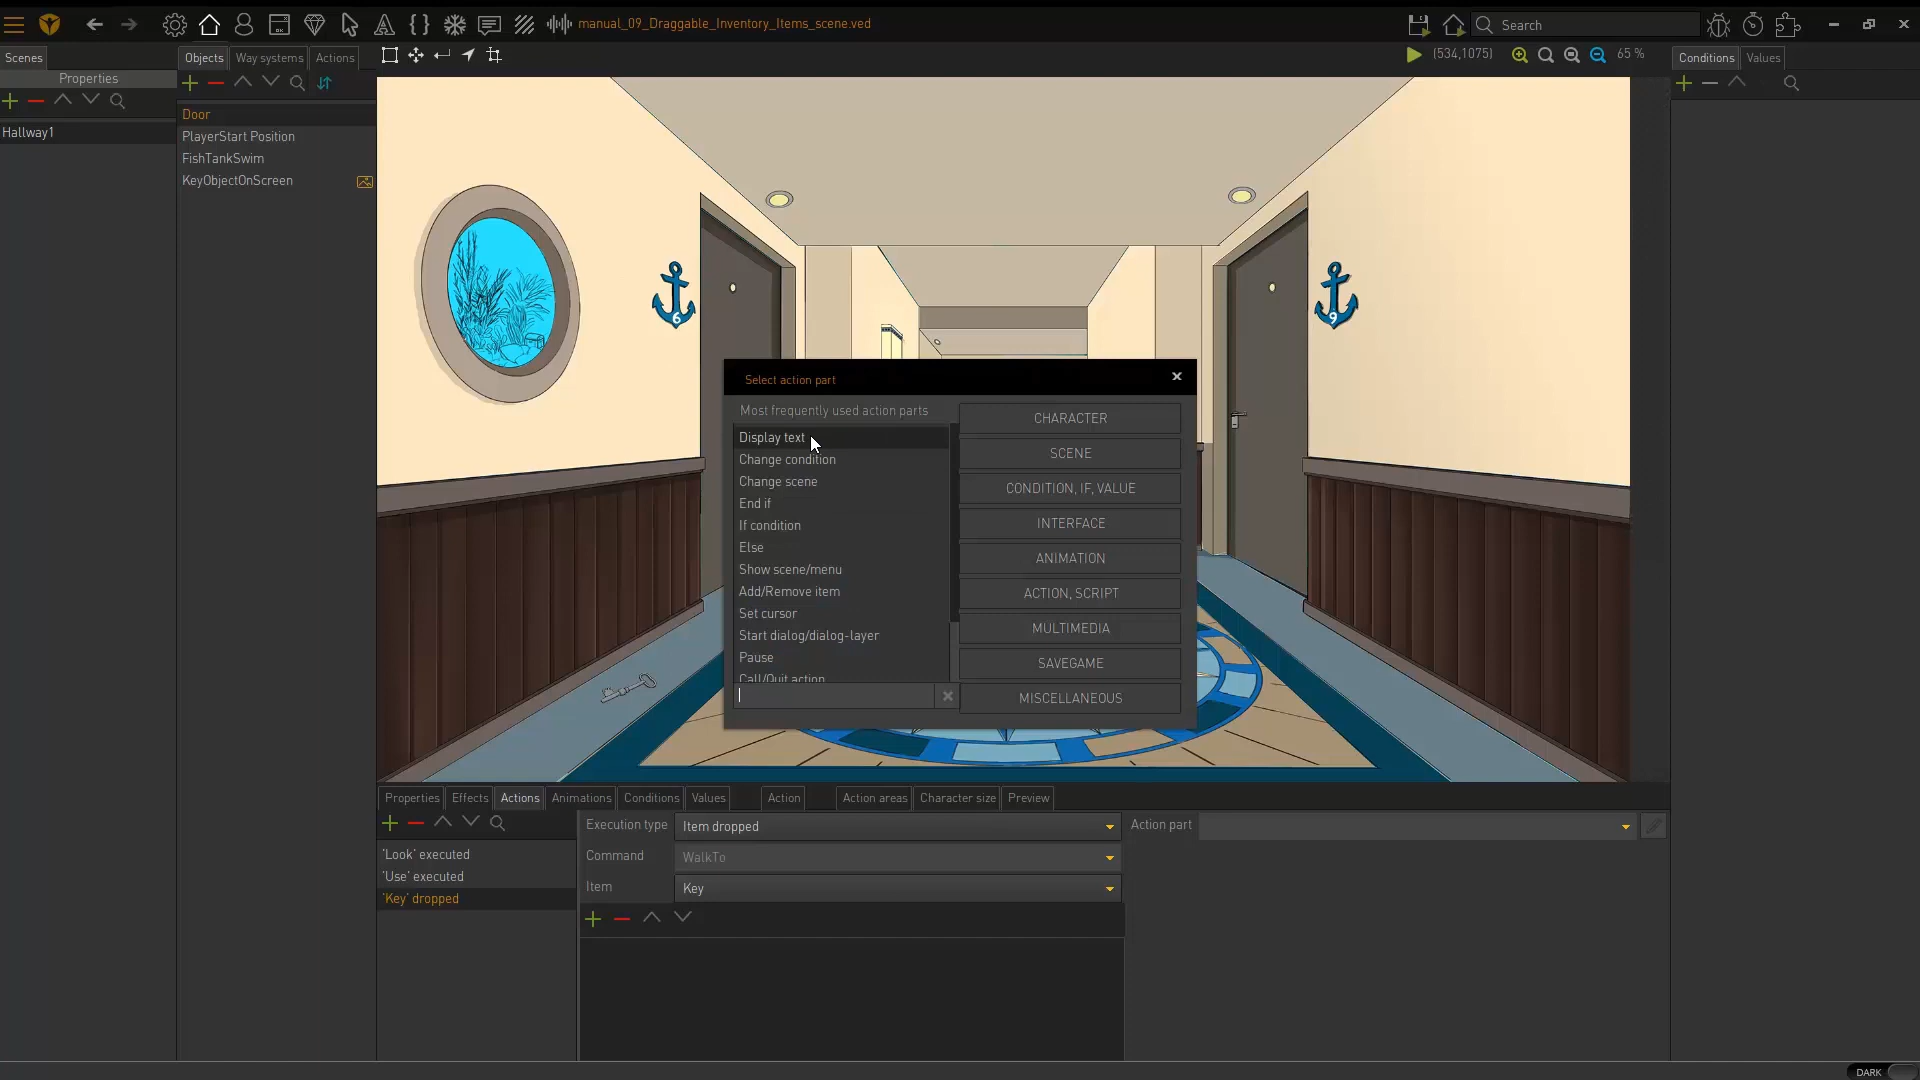 manual_09_Draggable_Inventory_Items_scene.ved
Search
Scenes
Objects
Way systems
Actions
(534,1075)
65 %
Conditions
Values
Properties
Hallway1
Door
PlayerStart Position
FishTankSwim
KeyObjectOnScreen
6
9
Select action part
Most frequently used action parts
Display text
Change condition
Change scene
End if
If condition
Else
Show scene/menu
Add/Remove item
Set cursor
Start dialog/dialog-layer
Pause
Call/Quit action
CHARACTER
SCENE
CONDITION, IF, VALUE
INTERFACE
ANIMATION
ACTION, SCRIPT
MULTIMEDIA
SAVEGAME
MISCELLANEOUS
Properties
Effects
Actions
Animations
Conditions
Values
Action
Action areas
Character size
Preview
'Look' executed
'Use' executed
'Key' dropped
Execution type
Item dropped
Command
WalkTo
Item
Key
Action part
DARK